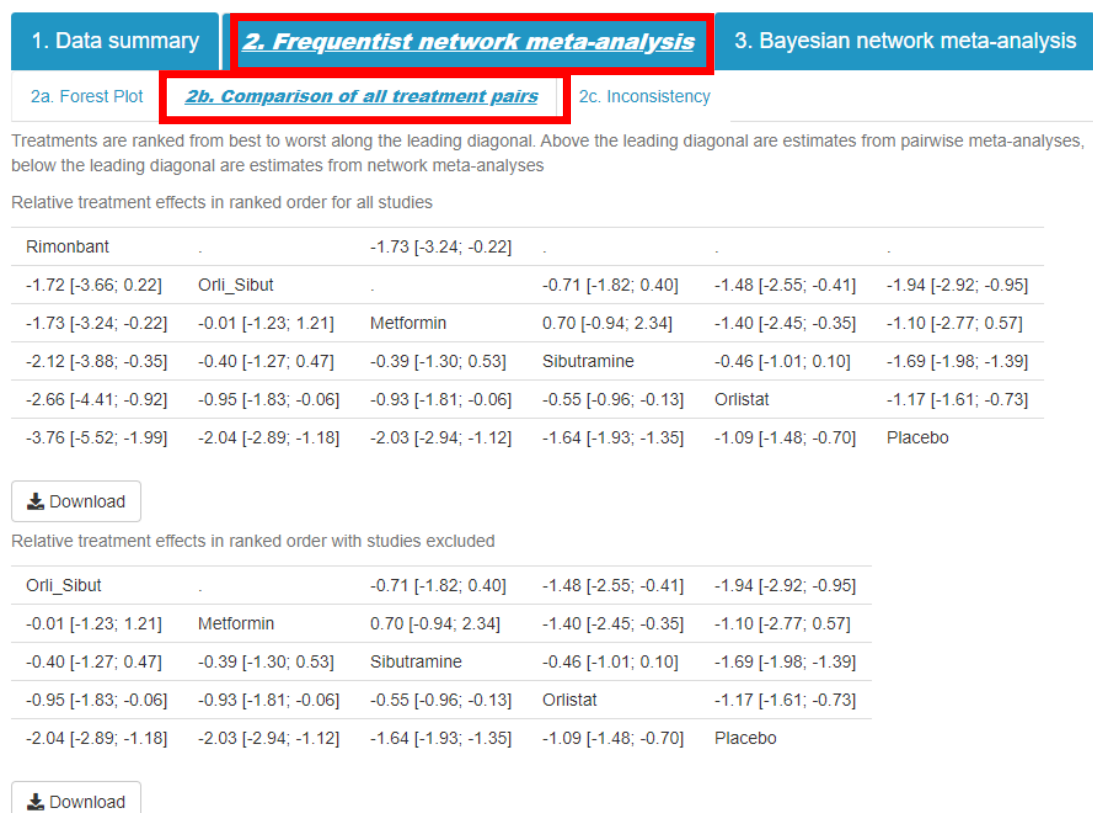 1. Data summary 2. Frequentist network meta-analysis 3. Bayesian network meta-analysis
2a. Forest Plot 2b. Comparison of all treatment pairs 2c. Inconsistency
Treatments are ranked from best to worst along the leading diagonal. Above the leading diagonal are estimates from pairwise meta-analyses,
below the leading diagonal are estimates from network meta-analyses
Relative treatment effects in ranked order for all studies
Rimonbant . -1.73 [-3.24; -0.22] . . .
-1.72 [-3.66; 0.22] Orli_Sibut . -0.71 [-1.82; 0.40] -1.48 [-2.55; -0.41] -1.94 [-2.92; -0.95]
-1.73 [-3.24; -0.22] -0.01 [-1.23; 1.21] Metformin 0.70 [-0.94; 2.34] -1.40 [-2.45; -0.35] -1.10 [-2.77; 0.57]
-2.12 [-3.88; -0.35] -0.40 [-1.27; 0.47] -0.39 [-1.30; 0.53] Sibutramine -0.46 [-1.01; 0.10] -1.69 [-1.98; -1.39]
-2.66 [-4.41; -0.92] -0.95 [-1.83; -0.06] -0.93 [-1.81; -0.06] -0.55 [-0.96; -0.13] Orlistat -1.17 [-1.61; -0.73]
-3.76 [-5.52; -1.99] -2.04 [-2.89; -1.18] -2.03 [-2.94; -1.12] -1.64 [-1.93; -1.35] -1.09 [-1.48; -0.70] Placebo
Download
Relative treatment effects in ranked order with studies excluded
Orli_Sibut . -0.71 [-1.82; 0.40] -1.48 [-2.55; -0.41] -1.94 [-2.92; -0.95]
-0.01 [-1.23; 1.21] Metformin 0.70 [-0.94; 2.34] -1.40 [-2.45; -0.35] -1.10 [-2.77; 0.57]
-0.40 [-1.27; 0.47] -0.39 [-1.30; 0.53] Sibutramine -0.46 [-1.01; 0.10] -1.69 [-1.98; -1.39]
-0.95 [-1.83; -0.06] -0.93 [-1.81; -0.06] -0.55 [-0.96; -0.13] Orlistat -1.17 [-1.61; -0.73]
-2.04 [-2.89; -1.18] -2.03 [-2.94; -1.12] -1.64 [-1.93; -1.35] -1.09 [-1.48; -0.70] Placebo
Download